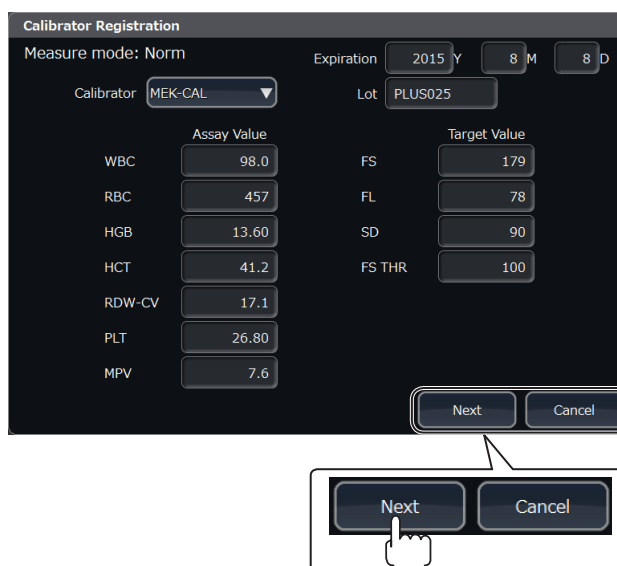 Calibrator Registration
Measure mode: Norm
Expiration 2015 Y 8 M 8 D
Calibrator MEK-CAL Lot PLUS025
Assay Value Target Value
WBC 98.0 FS 179
RBC 457 FL 78
HGB 13.60 SD 90
HCT 41.2 FS THR 100
RDW-CV 17.1
PLT 26.80
MPV 7.6
Next Cancel
Next Cancel